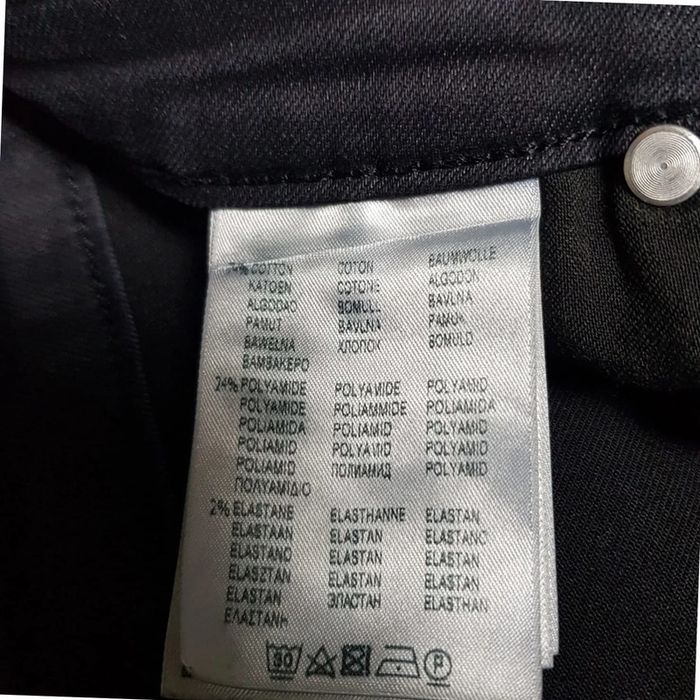 % COTTON COTON BAUMWOLLE
KATOEN COTONE ALGODON
ALGODAO BOMULL BAVLNA
PAMUT BAVLNA PAMUK
BAWEŁNA ХЛОПОК BOMULD
ΒΑΜΒΑΚΕΡΟ
24% POLYAMIDE POLYAMIDE POLYAMID
POLYAMIDE POLIAMMIDE POLIAMIDA
POLIAMIDA POLIAMID POLYAMID
POLIAMID POLYAMID POLYAMID
POLIAMID ПОЛИАМИД POLYAMID
ΠΟΛΥΑΜΙΔΙΟ
2% ELASTANE ELASTHANNE ELASTAN
ELASTAAN ELASTAN ELASTANO
ELASTANO ELASTAN ELASTAN
ELASZTAN ELASTAN ELASTAN
ELASTAN ЭЛАСТАН ELASTHAN
ΕΛΑΣΤΑΝΗ
30 P